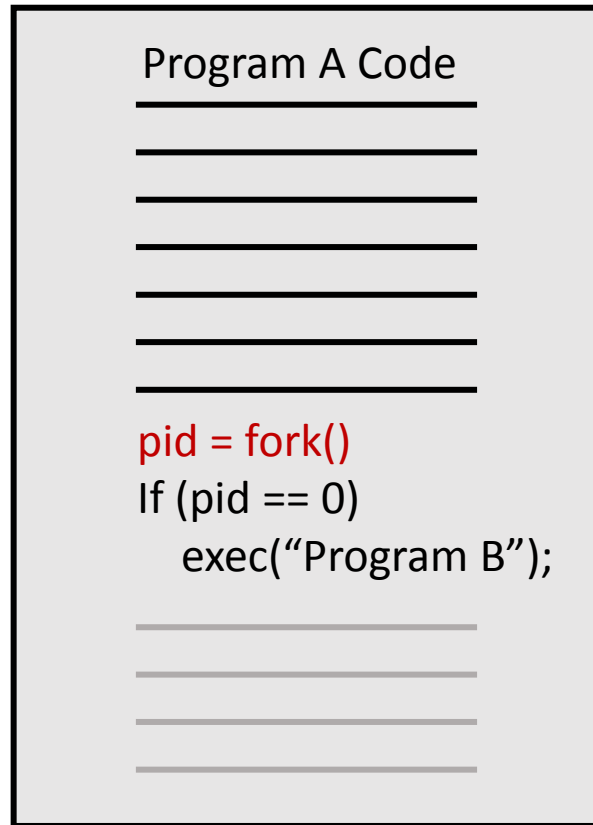 Program A Code
pid = fork()
If (pid == 0)
exec(“Program B”);